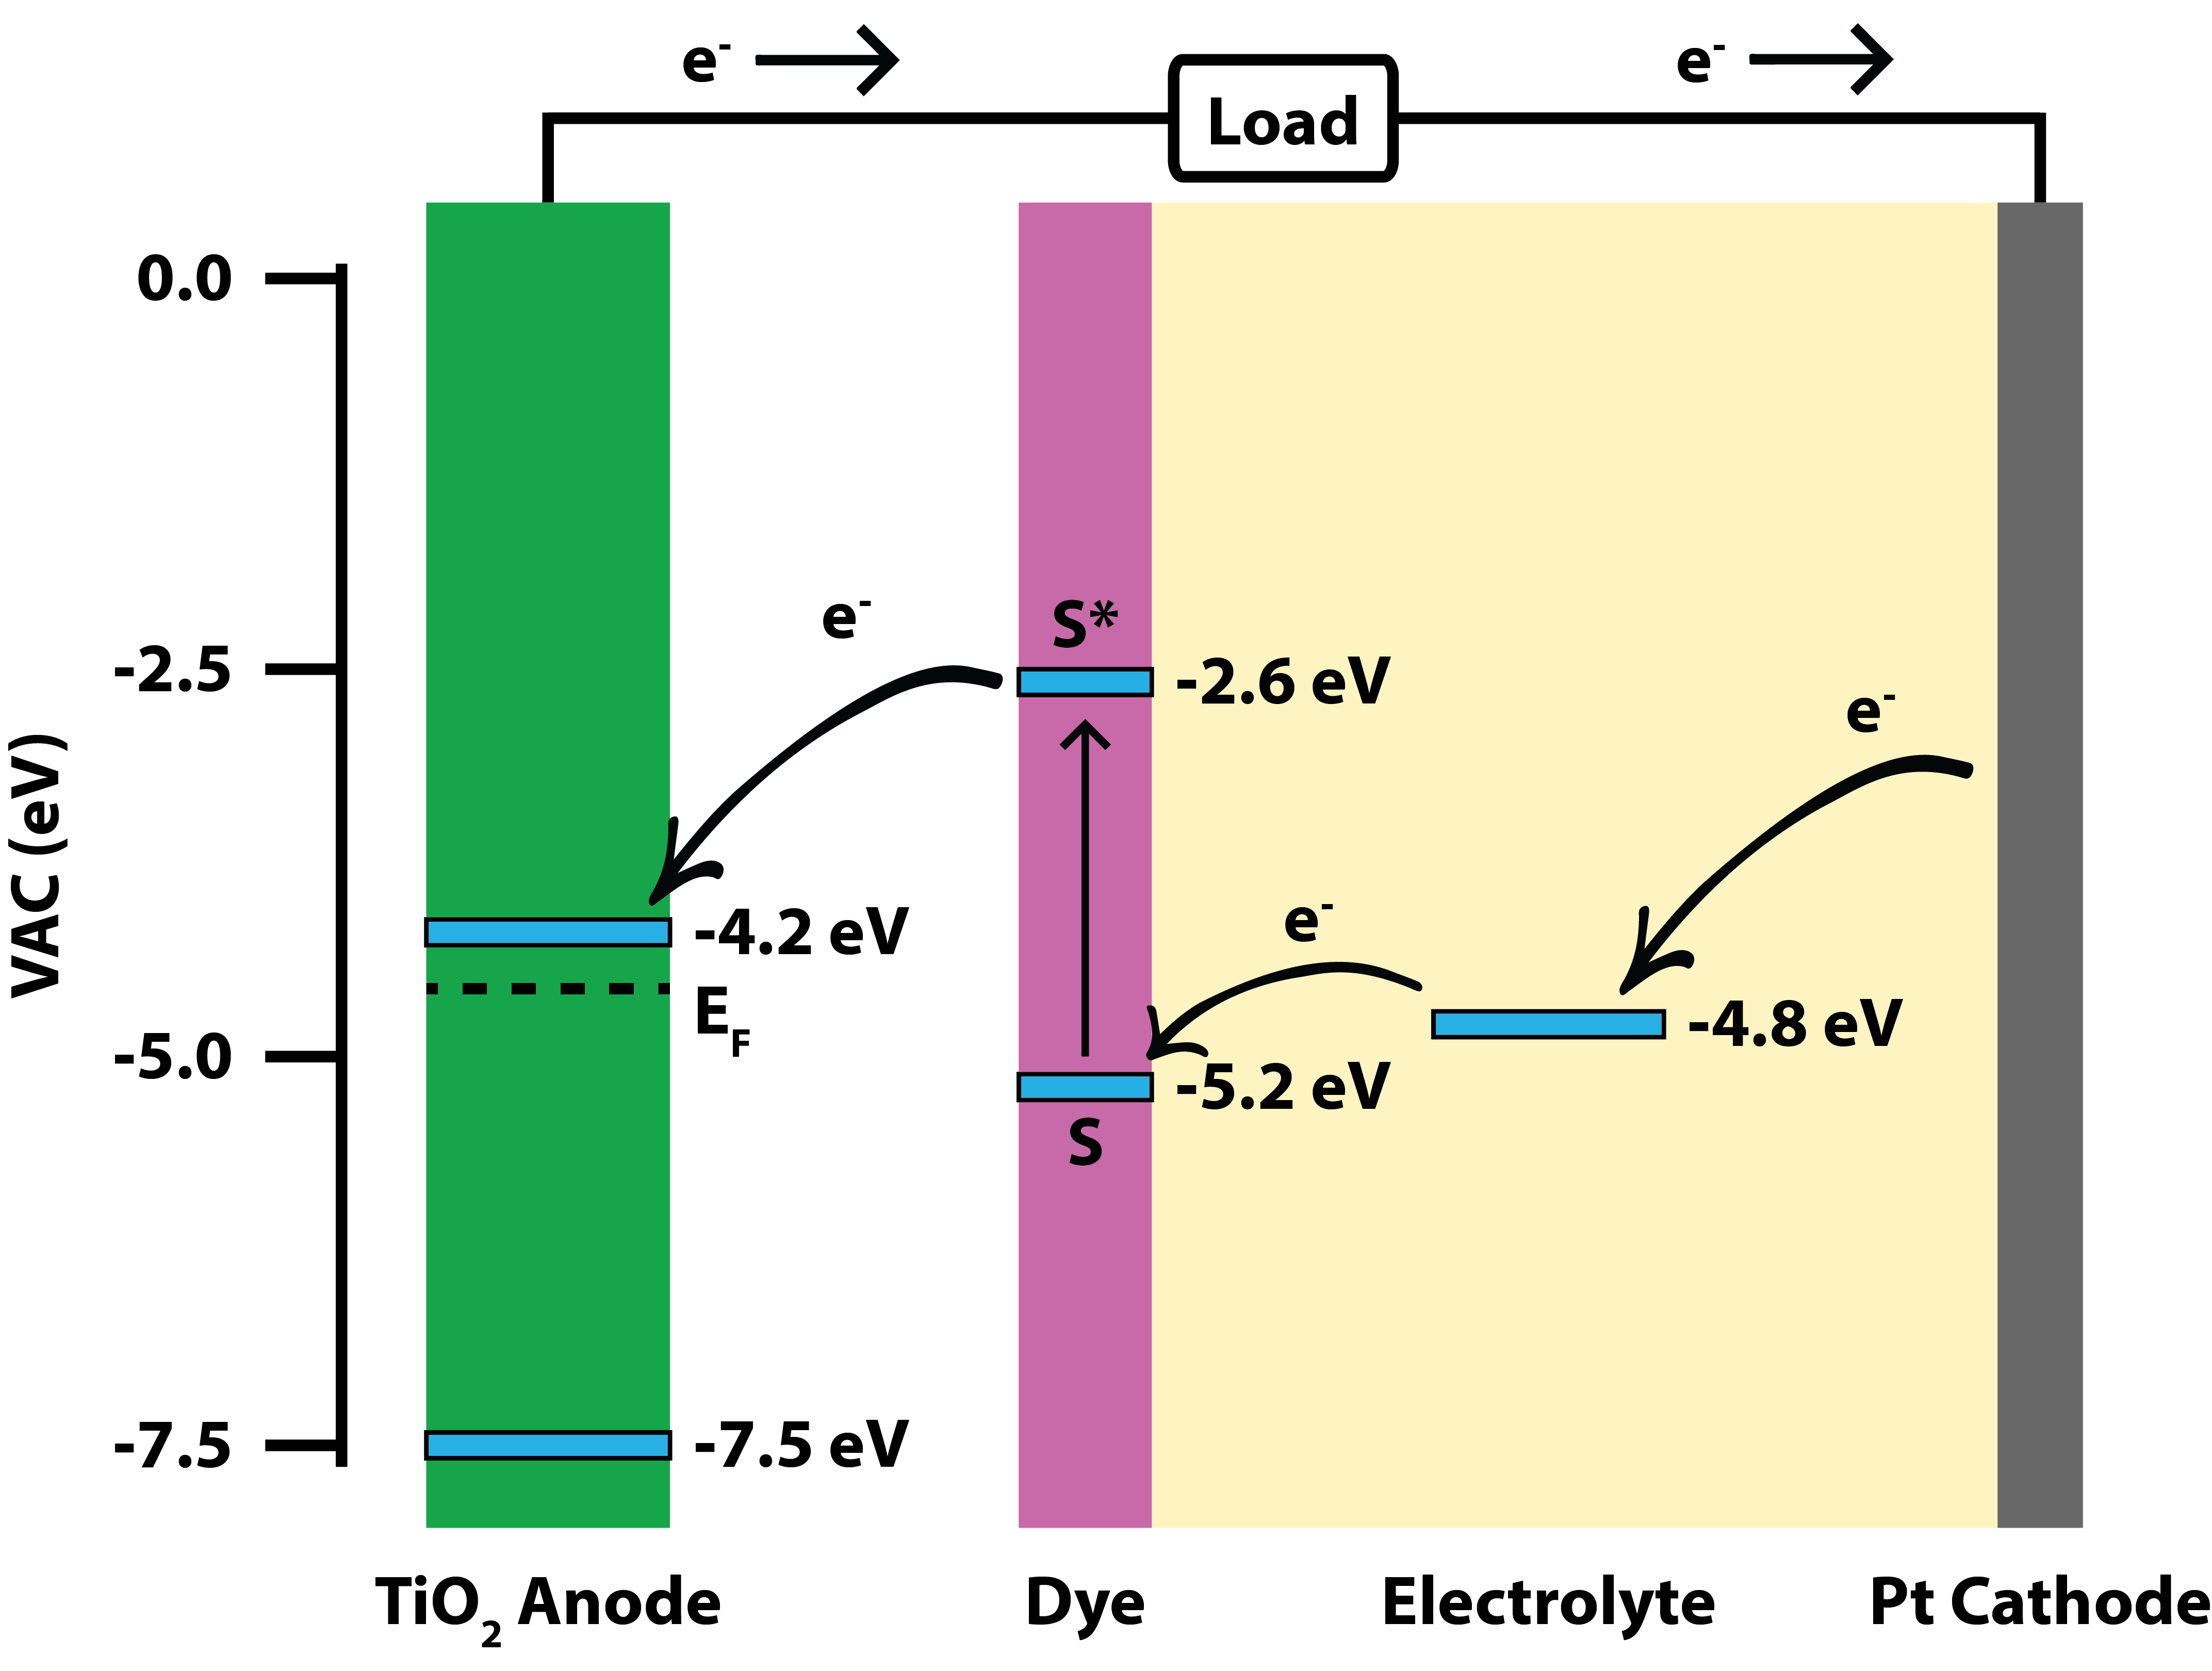 e⁻
e⁻
Load
0.0
-2.5
-5.0
-7.5
VAC (eV)
e⁻
S*
-2.6 eV
e⁻
-4.2 eV
e⁻
E_F
-4.8 eV
-5.2 eV
S
-7.5 eV
TiO₂ Anode
Dye
Electrolyte
Pt Cathode